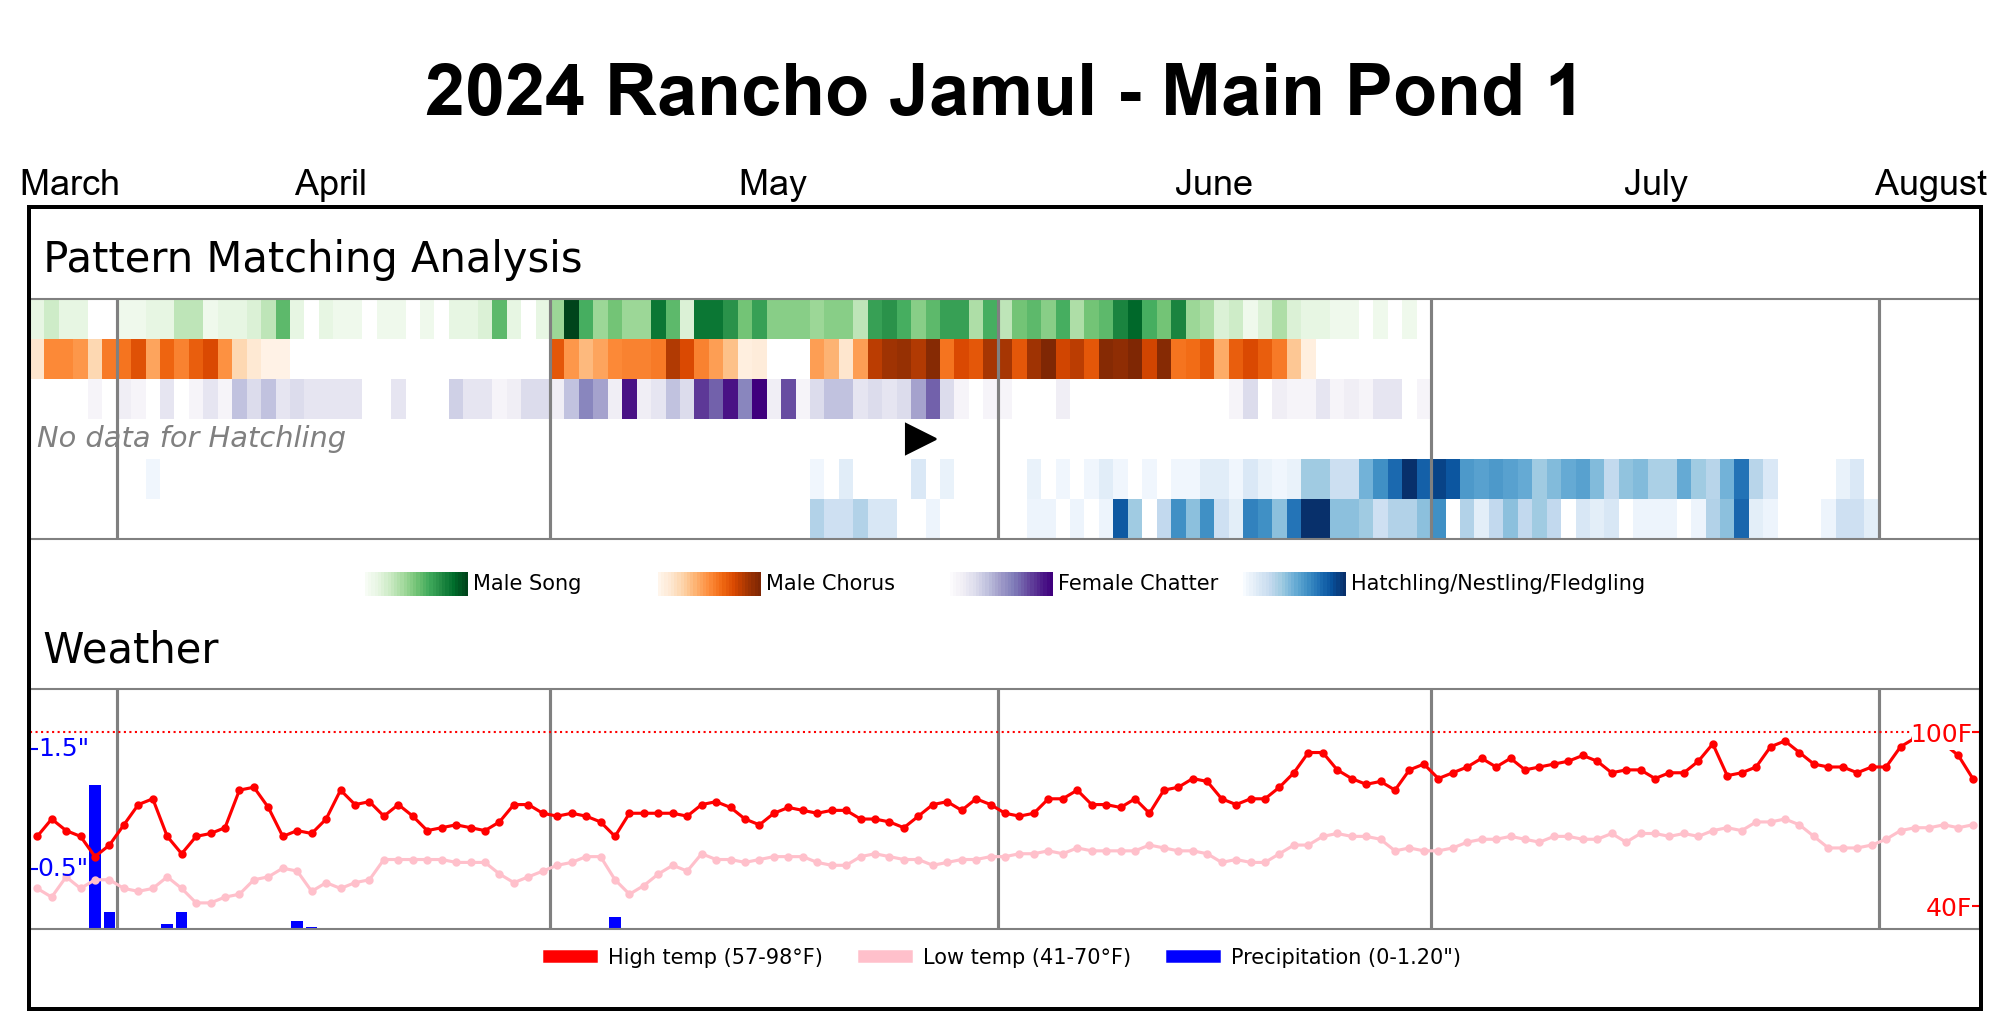 2024 Rancho Jamul - Main Pond 1
March April May June July August
Pattern Matching Analysis
No data for Hatchling
Male Song Male Chorus Female Chatter Hatchling/Nestling/Fledgling
Weather
1.5" 100F
0.5"
40F
High temp (57-98°F) Low temp (41-70°F) Precipitation (0-1.20")